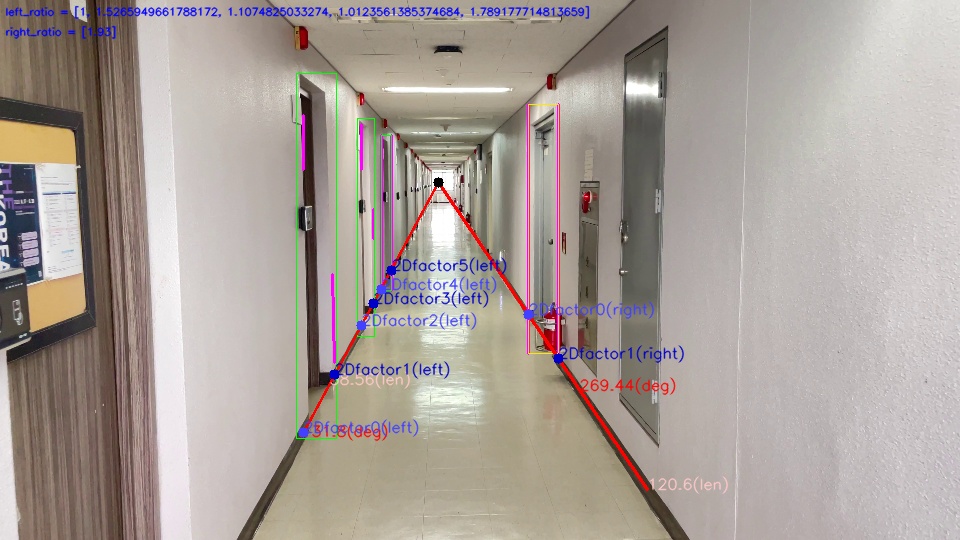 left_ratio = [1, 1.5265949661788172, 1.1074825033274, 1.0123561385374684, 1.789177714813659]
right_ratio = [1.93]
THE
KOREA
2Dfactor5(left)
2Dfactor4(left)
2Dfactor3(left)
2Dfactor0(right)
2Dfactor2(left)
2Dfactor1(right)
2Dfactor1(left)
58.56(len)
269.44(deg)
2Dfactor0(left)
120.6(len)